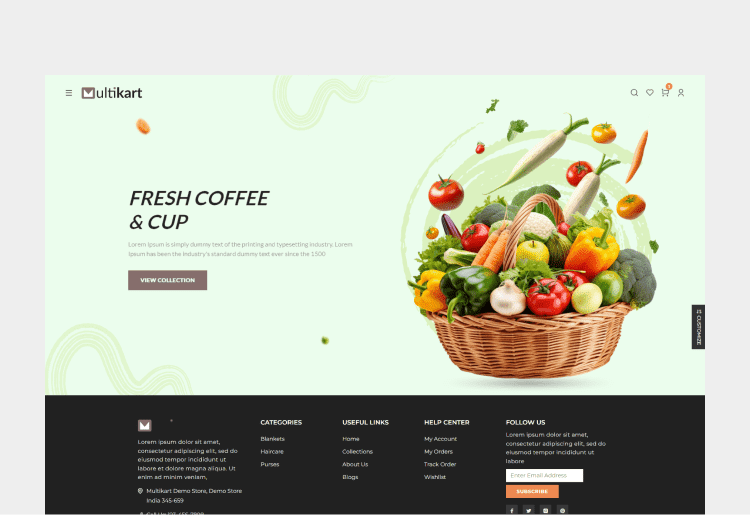 Multikart
0
FRESH COFFEE
& CUP
Lorem Ipsum is simply dummy text of the printing and typesetting industry. Lorem
Ipsum has been the industry's standard dummy text ever since the 1500
VIEW COLLECTION
CUSTOMIZE
Lorem ipsum dolor sit amet,
consectetur adipiscing elit, sed do
eiusmod tempor incididunt ut
labore et dolore magna aliqua. Ut
enim ad minim veniam,
Multikart Demo Store, Demo Store
India 345-659
CATEGORIES
Blankets
Haircare
Purses
USEFUL LINKS
Home
Collections
About Us
Blogs
HELP CENTER
My Account
My Orders
Track Order
Wishlist
FOLLOW US
Lorem ipsum dolor sit amet,
consectetur adipiscing elit, sed do
eiusmod tempor incididunt ut
labore
Enter Email Address
SUBSCRIBE